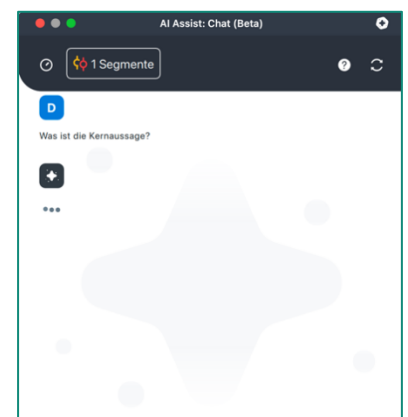 AI Assist: Chat (Beta)
1 Segmente
?
D
Was ist die Kernaussage?